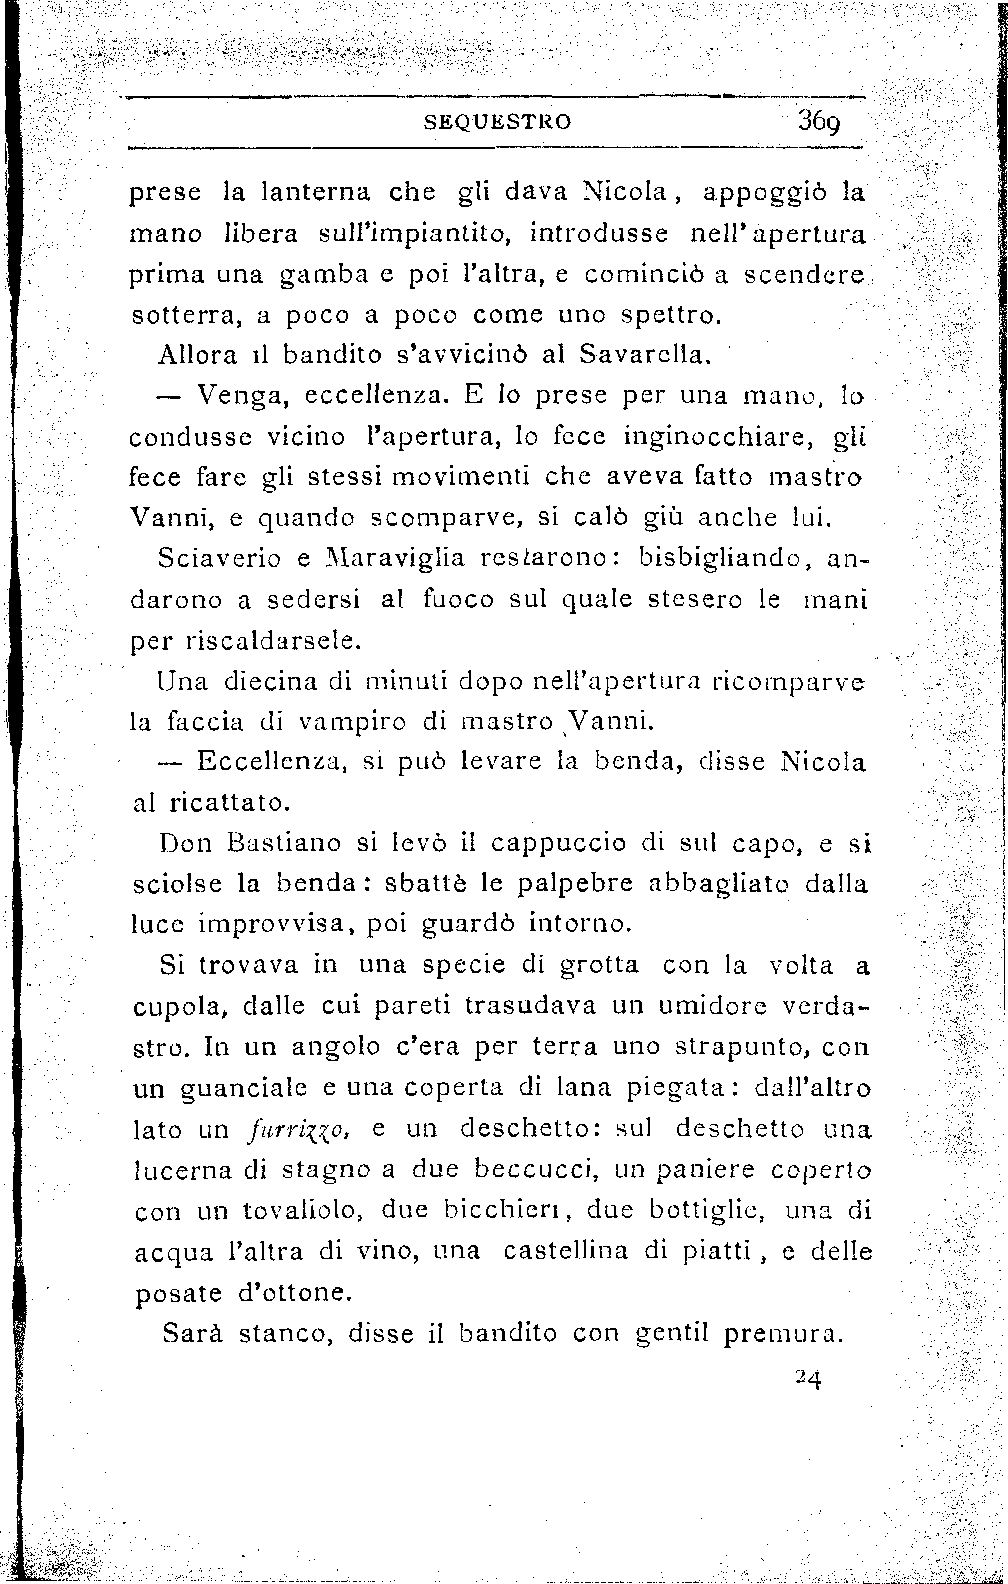 SEQUESTRO 369
prese la lanterna che gli dava Nicola, appoggiò la
mano libera sull'impiantito, introdusse nell'apertura
prima una gamba e poi l'altra, e cominciò a scendere
sotterra, a poco a poco come uno spettro.
Allora il bandito s'avvicinò al Savarella.
— Venga, eccellenza. E lo prese per una mano, lo
condusse vicino l'apertura, lo fece inginocchiare, gli
fece fare gli stessi movimenti che aveva fatto mastro
Vanni, e quando scomparve, si calò giù anche lui.
Sciaverio e Maraviglia restarono: bisbigliando, an-
darono a sedersi al fuoco sul quale stesero le mani
per riscaldarsele.
Una diecina di minuti dopo nell'apertura ricomparve
la faccia di vampiro di mastro Vanni.
— Eccellenza, si può levare la benda, disse Nicola
al ricattato.
Don Bastiano si levò il cappuccio di sul capo, e si
sciolse la benda: sbattè le palpebre abbagliato dalla
luce improvvisa, poi guardò intorno.
Si trovava in una specie di grotta con la volta a
cupola, dalle cui pareti trasudava un umidore verda-
stro. In un angolo c'era per terra uno strapunto, con
un guanciale e una coperta di lana piegata: dall'altro
lato un furrizzo, e un deschetto: sul deschetto una
lucerna di stagno a due beccucci, un paniere coperto
con un tovaliolo, due bicchieri, due bottiglie, una di
acqua l'altra di vino, una castellina di piatti, e delle
posate d'ottone.
Sarà stanco, disse il bandito con gentil premura.
24